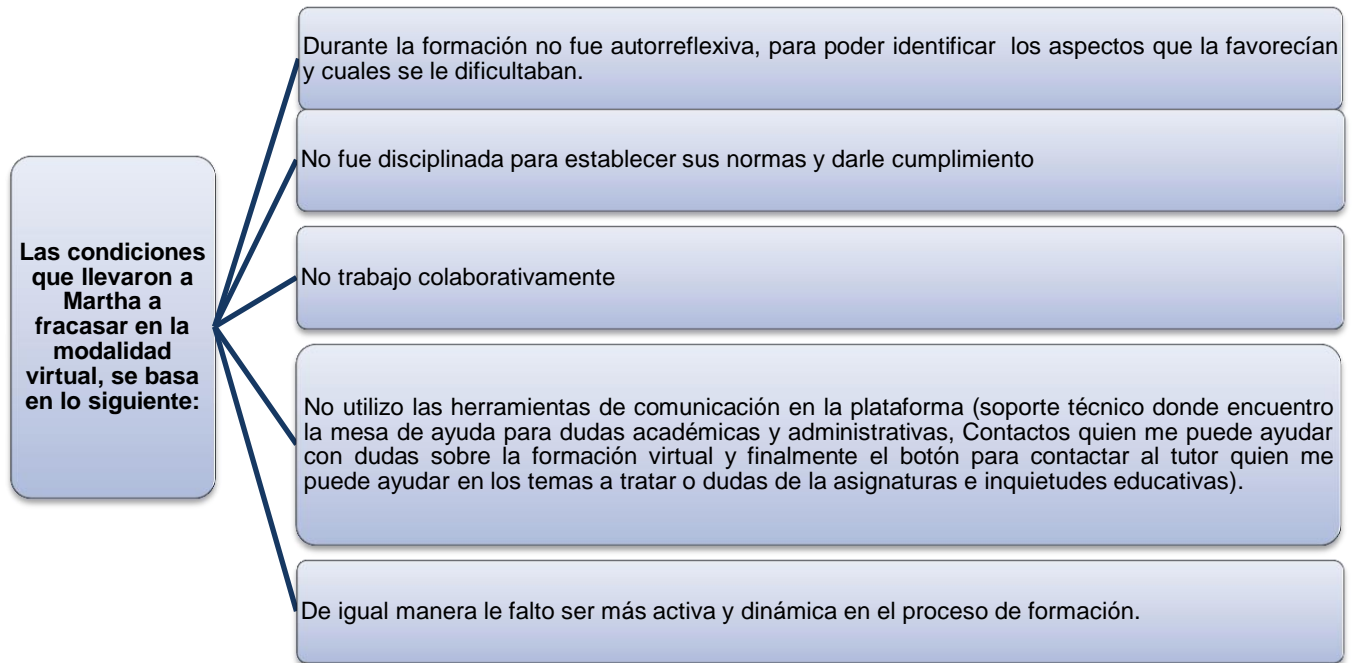 Las condiciones
que llevaron a
Martha a
fracasar en la
modalidad
virtual, se basa
en lo siguiente:
Durante la formación no fue autorreflexiva, para poder identificar los aspectos que la favorecían
y cuales se le dificultaban.
No fue disciplinada para establecer sus normas y darle cumplimiento
No trabajo colaborativamente
No utilizo las herramientas de comunicación en la plataforma (soporte técnico donde encuentro
la mesa de ayuda para dudas académicas y administrativas, Contactos quien me puede ayudar
con dudas sobre la formación virtual y finalmente el botón para contactar al tutor quien me
puede ayudar en los temas a tratar o dudas de la asignaturas e inquietudes educativas).
De igual manera le falto ser más activa y dinámica en el proceso de formación.